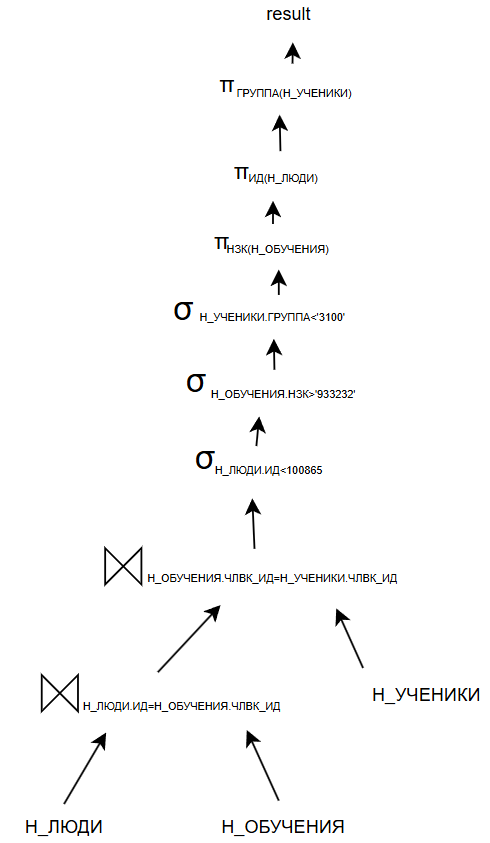 result
π ГРУППА(Н_УЧЕНИКИ)
π ИД(Н_ЛЮДИ)
π НЗК(Н_ОБУЧЕНИЯ)
σ Н_УЧЕНИКИ.ГРУППА<'3100'
σ Н_ОБУЧЕНИЯ.НЗК>'933232'
σ Н_ЛЮДИ.ИД<100865
⋈ Н_ОБУЧЕНИЯ.ЧЛВК_ИД=Н_УЧЕНИКИ.ЧЛВК_ИД
⋈ Н_ЛЮДИ.ИД=Н_ОБУЧЕНИЯ.ЧЛВК_ИД
Н_УЧЕНИКИ
Н_ЛЮДИ
Н_ОБУЧЕНИЯ